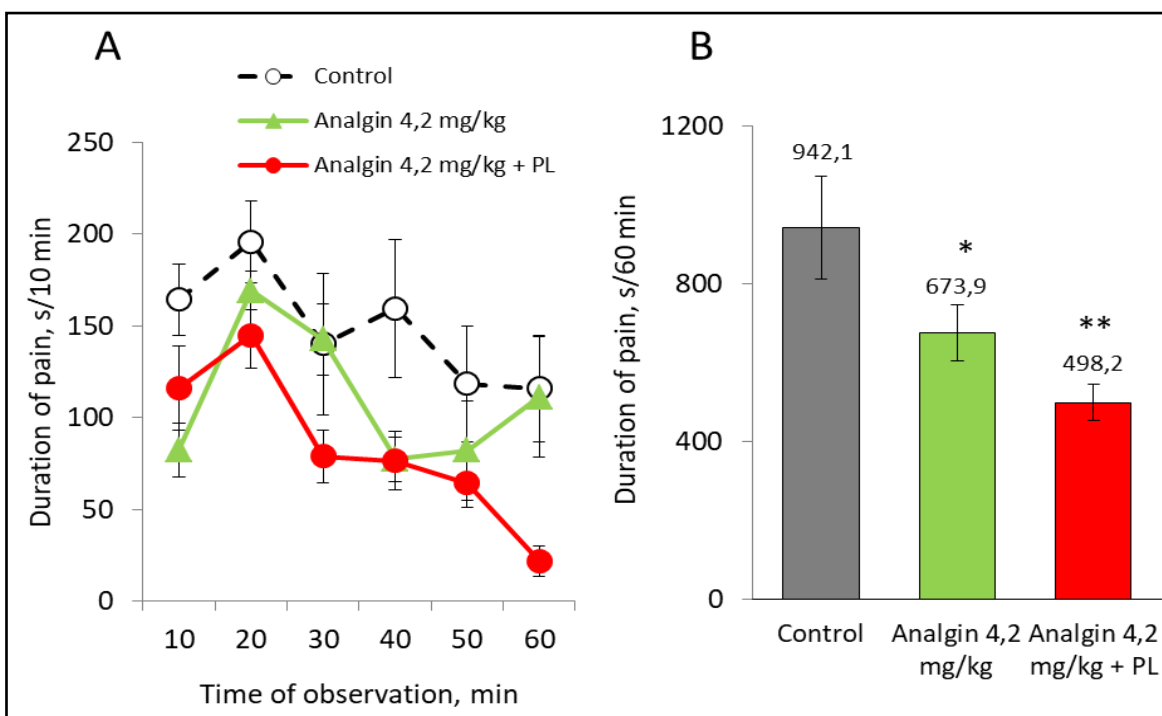 A
Control
Analgin 4,2 mg/kg
Analgin 4,2 mg/kg + PL
Duration of pain, s/10 min
250
200
150
100
50
0
10 20 30 40 50 60
Time of observation, min
B
Duration of pain, s/60 min
1200
800
400
0
942,1
*
673,9
**
498,2
Control
Analgin 4,2
mg/kg
Analgin 4,2
mg/kg + PL